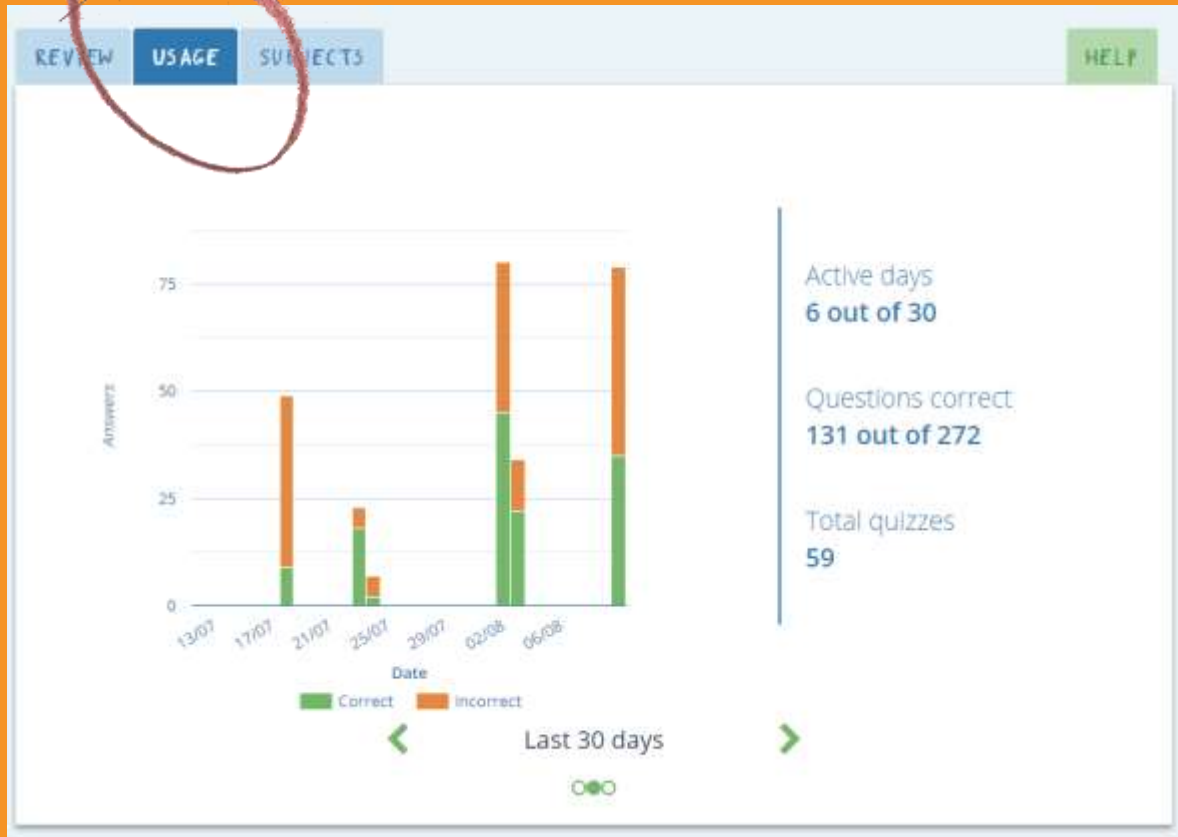 REVIEW USAGE SUBJECTS HELP
75
50
25
0
Answers
13/07 17/07 21/07 25/07 29/07 02/08 06/08
Date
Correct Incorrect
Last 30 days
Active days
6 out of 30
Questions correct
131 out of 272
Total quizzes
59